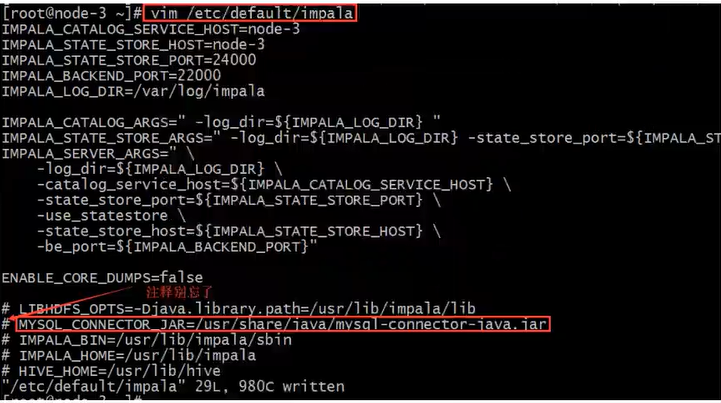 [root@node-3 ~]# vim /etc/default/impala
IMPALA_CATALOG_SERVICE_HOST=node-3
IMPALA_STATE_STORE_HOST=node-3
IMPALA_STATE_STORE_PORT=24000
IMPALA_BACKEND_PORT=22000
IMPALA_LOG_DIR=/var/log/impala
IMPALA_CATALOG_ARGS=" -log_dir=${IMPALA_LOG_DIR} "
IMPALA_STATE_STORE_ARGS=" -log_dir=${IMPALA_LOG_DIR} -state_store_port=${IMPALA_ST
IMPALA_SERVER_ARGS=" \
-log_dir=${IMPALA_LOG_DIR} \
-catalog_service_host=${IMPALA_CATALOG_SERVICE_HOST} \
-state_store_port=${IMPALA_STATE_STORE_PORT} \
-use_statestore \
-state_store_host=${IMPALA_STATE_STORE_HOST} \
-be_port=${IMPALA_BACKEND_PORT}"
ENABLE_CORE_DUMPS=false
注释别忘了
# LIBHDFS_OPTS=-Djava.library.path=/usr/lib/impala/lib
# MYSQL_CONNECTOR_JAR=/usr/share/java/mysql-connector-java.jar
# IMPALA_BIN=/usr/lib/impala/sbin
# IMPALA_HOME=/usr/lib/impala
# HIVE_HOME=/usr/lib/hive
"/etc/default/impala" 29L, 980C written
[root@node-3 ~]#